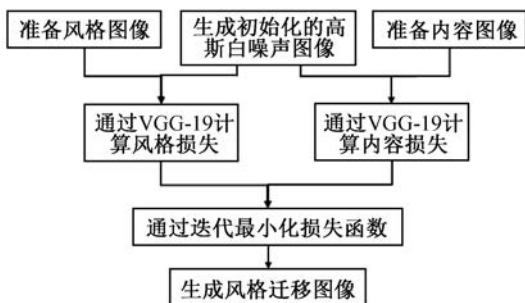 准备风格图像
生成初始化的高
斯白噪声图像
准备内容图像
通过VGG-19计
算风格损失
通过VGG-19计
算内容损失
通过迭代最小化损失函数
生成风格迁移图像